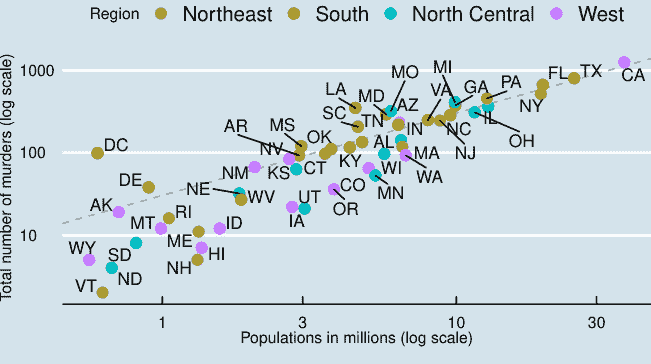 Region Northeast South North Central West
Total number of murders (log scale)
1000
100
10
MO
MI
LA
MD
AZ
VA
GA
PA
FL
TX
CA
SC
TN
IN
NC
IL
NY
OH
NJ
AR
MS
OK
NV
KY
AL
MA
WA
WI
MN
DC
NM
KS
CT
CO
OR
DE
NE
WV
UT
IA
AK
RI
MT
ID
ME
HI
NH
WY
SD
ND
VT
1 3 10 30
Populations in millions (log scale)